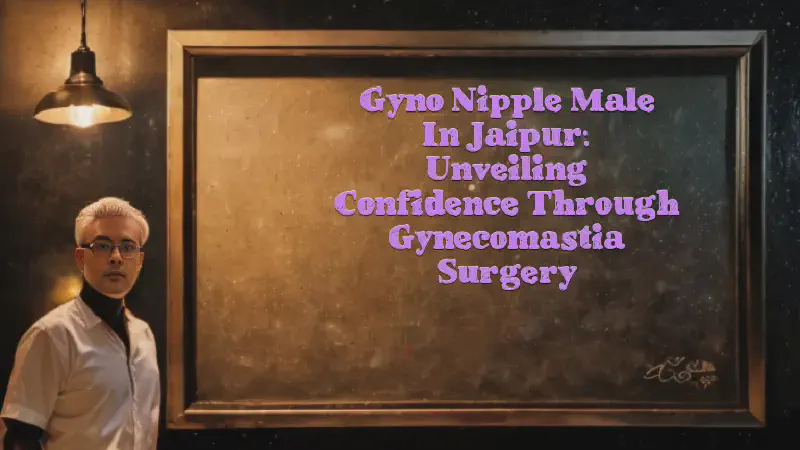 Gyno Nipple Male
In Jaipur:
Unveiling
Confidence Through
Gynecomastia
Surgery